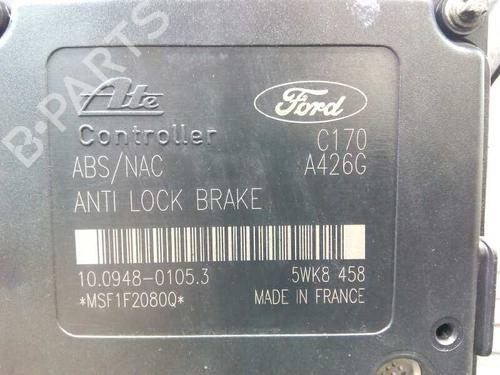 B-PARTS
Ate
Ford
Controller
C170
ABS/NAC
A426G
ANTI LOCK BRAKE
10.0948-0105.3
5WK8 458
*MSF1F2080Q*
MADE IN FRANCE